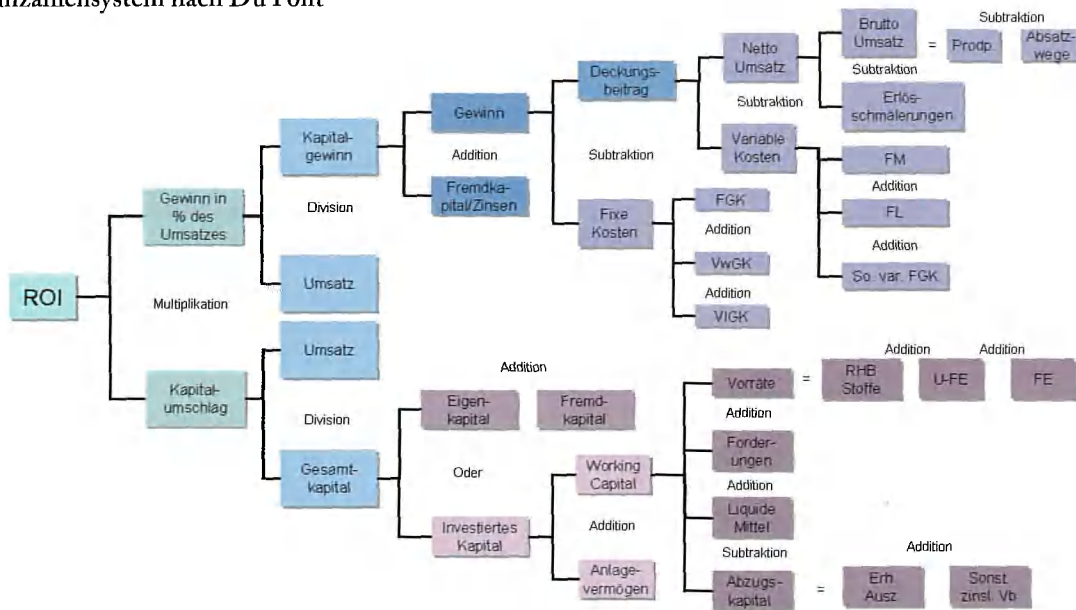 nzahlensystem nach Du Pont
ROI
Multiplikation
Gewinn in
% des
Umsatzes
Kapital-
umschlag
Kapital-
gewinn
Division
Umsatz
Umsatz
Division
Gesamt-
kapital
Gewinn
Addition
Fremdka-
pital/Zinsen
Addition
Eigen-
kapital
Fremd-
kapital
Oder
Investiertes
Kapital
Deckungs-
beitrag
Subtraktion
Fixe
Kosten
Working
Capital
Addition
Anlage-
vermögen
Netto
Umsatz
Subtraktion
Variable
Kosten
FGK
Addition
VwGK
Addition
VIGK
Brutto
Umsatz
=
Subtraktion
Prodp.
Absatz-
wege
Subtraktion
Erlös-
schmälerungen
FM
Addition
FL
Addition
So. var. FGK
Vorräte
=
Addition
Addition
RHB
Stoffe
U-FE
FE
Addition
Forder-
ungen
Addition
Liquide
Mittel
Subtraktion
Abzugs-
kapital
=
Addition
Erh.
Ausz.
Sonst.
zinsl. Vb